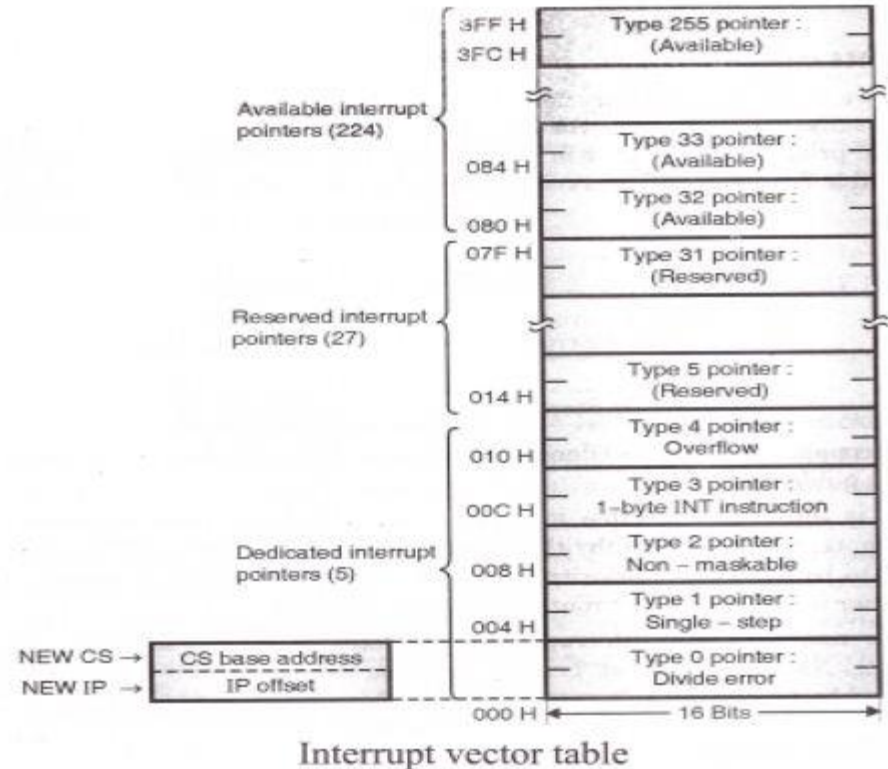 3FF H
Type 255 pointer :
(Available)
3FC H
Available interrupt
pointers (224)
Type 33 pointer :
(Available)
084 H
Type 32 pointer :
(Available)
080 H
07F H
Type 31 pointer :
(Reserved)
Reserved interrupt
pointers (27)
Type 5 pointer :
(Reserved)
014 H
Type 4 pointer :
Overflow
010 H
Type 3 pointer :
1-byte INT instruction
00C H
Dedicated interrupt
pointers (5)
Type 2 pointer :
Non - maskable
008 H
Type 1 pointer :
Single - step
004 H
NEW CS → CS base address
NEW IP → IP offset
Type 0 pointer :
Divide error
000 H
16 Bits
Interrupt vector table